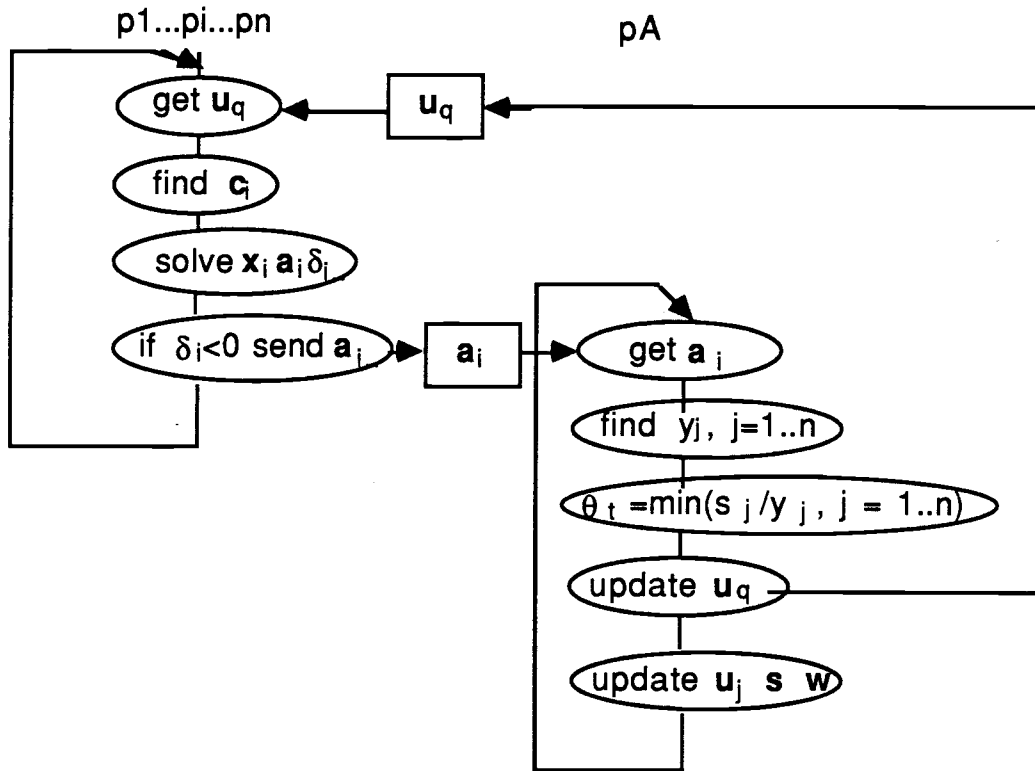 p1...pi...pn
pA
get u_q
u_q
find c_i
solve x_i a_i δ_i
if δ_i<0 send a_i
a_i
get a_i
find y_j, j=1..n
θ_t =min(s_j /y_j, j = 1..n)
update u_q
update u_j s w